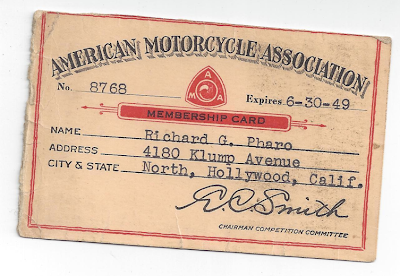 AMERICAN MOTORCYCLE ASSOCIATION
No. 8768 Expires 6-30-49
A
M A
MEMBERSHIP CARD
NAME Richard G. Pharo
ADDRESS 4180 Klump Avenue
CITY & STATE North, Hollywood, Calif.
E. C. Smith
CHAIRMAN COMPETITION COMMITTEE